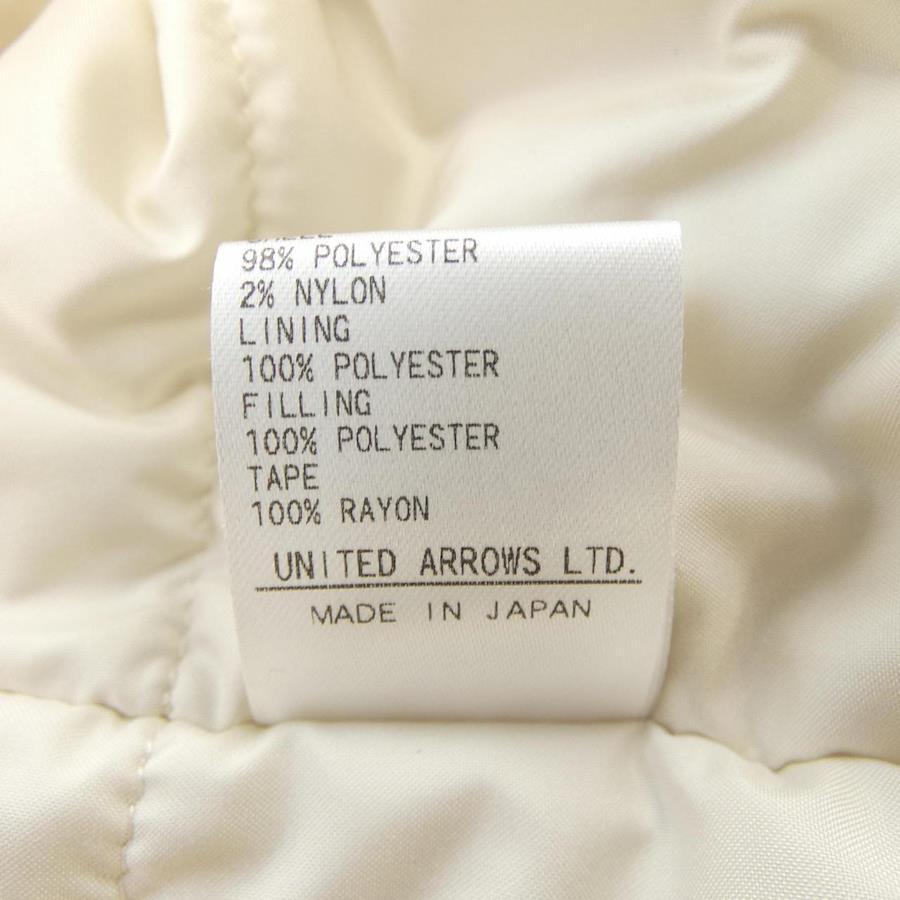 98% POLYESTER
2% NYLON
LINING
100% POLYESTER
FILLING
100% POLYESTER
TAPE
100% RAYON
UNITED ARROWS LTD.
MADE IN JAPAN